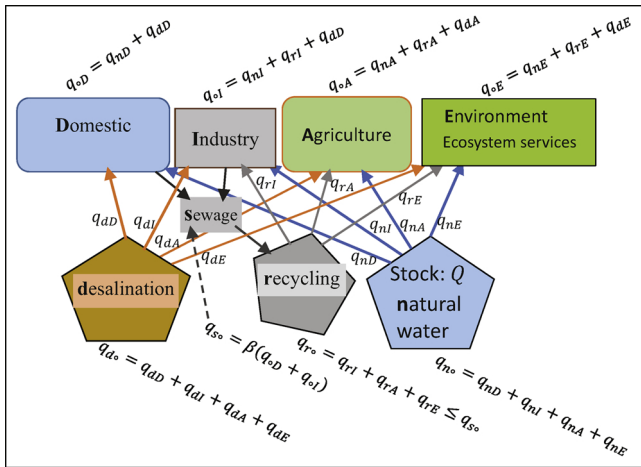 q∘D = qnD + qdD
q∘I = qnI + qrI + qdD
q∘A = qnA + qrA + qdA
q∘E = qnE + qrE + qdE
Domestic
Industry
Agriculture
Environment
Ecosystem services
qrI
qrA
qrE
sewage
qdD
qdI
qdA
qdE
qnD
qnI
qnA
qnE
desalination
recycling
Stock: Q
natural
water
qd∘ = qdD + qdI + qdA + qdE
qs∘ = β(q∘D + q∘I)
qr∘ = qrI + qrA + qrE ≤ qs∘
qn∘ = qnD + qnI + qnA + qnE